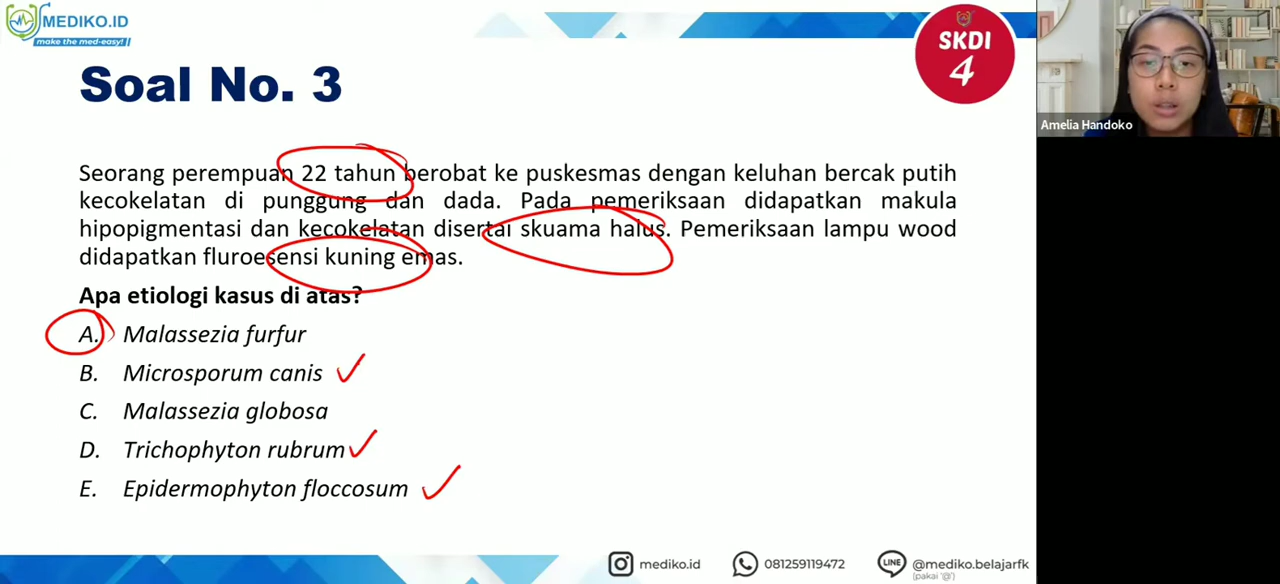 MEDIKO.ID
make the med-easy!
SKDI
4
Soal No. 3
Amelia Handoko
Seorang perempuan 22 tahun berobat ke puskesmas dengan keluhan bercak putih
kecokelatan di punggung dan dada. Pada pemeriksaan didapatkan makula
hipopigmentasi dan kecokelatan disertai skuama halus. Pemeriksaan lampu wood
didapatkan fluroesensi kuning emas.
Apa etiologi kasus di atas?
A. Malassezia furfur
B. Microsporum canis
C. Malassezia globosa
D. Trichophyton rubrum
E. Epidermophyton floccosum
mediko.id
081259119472
LINE
@mediko.belajarfk
(pakai '@')